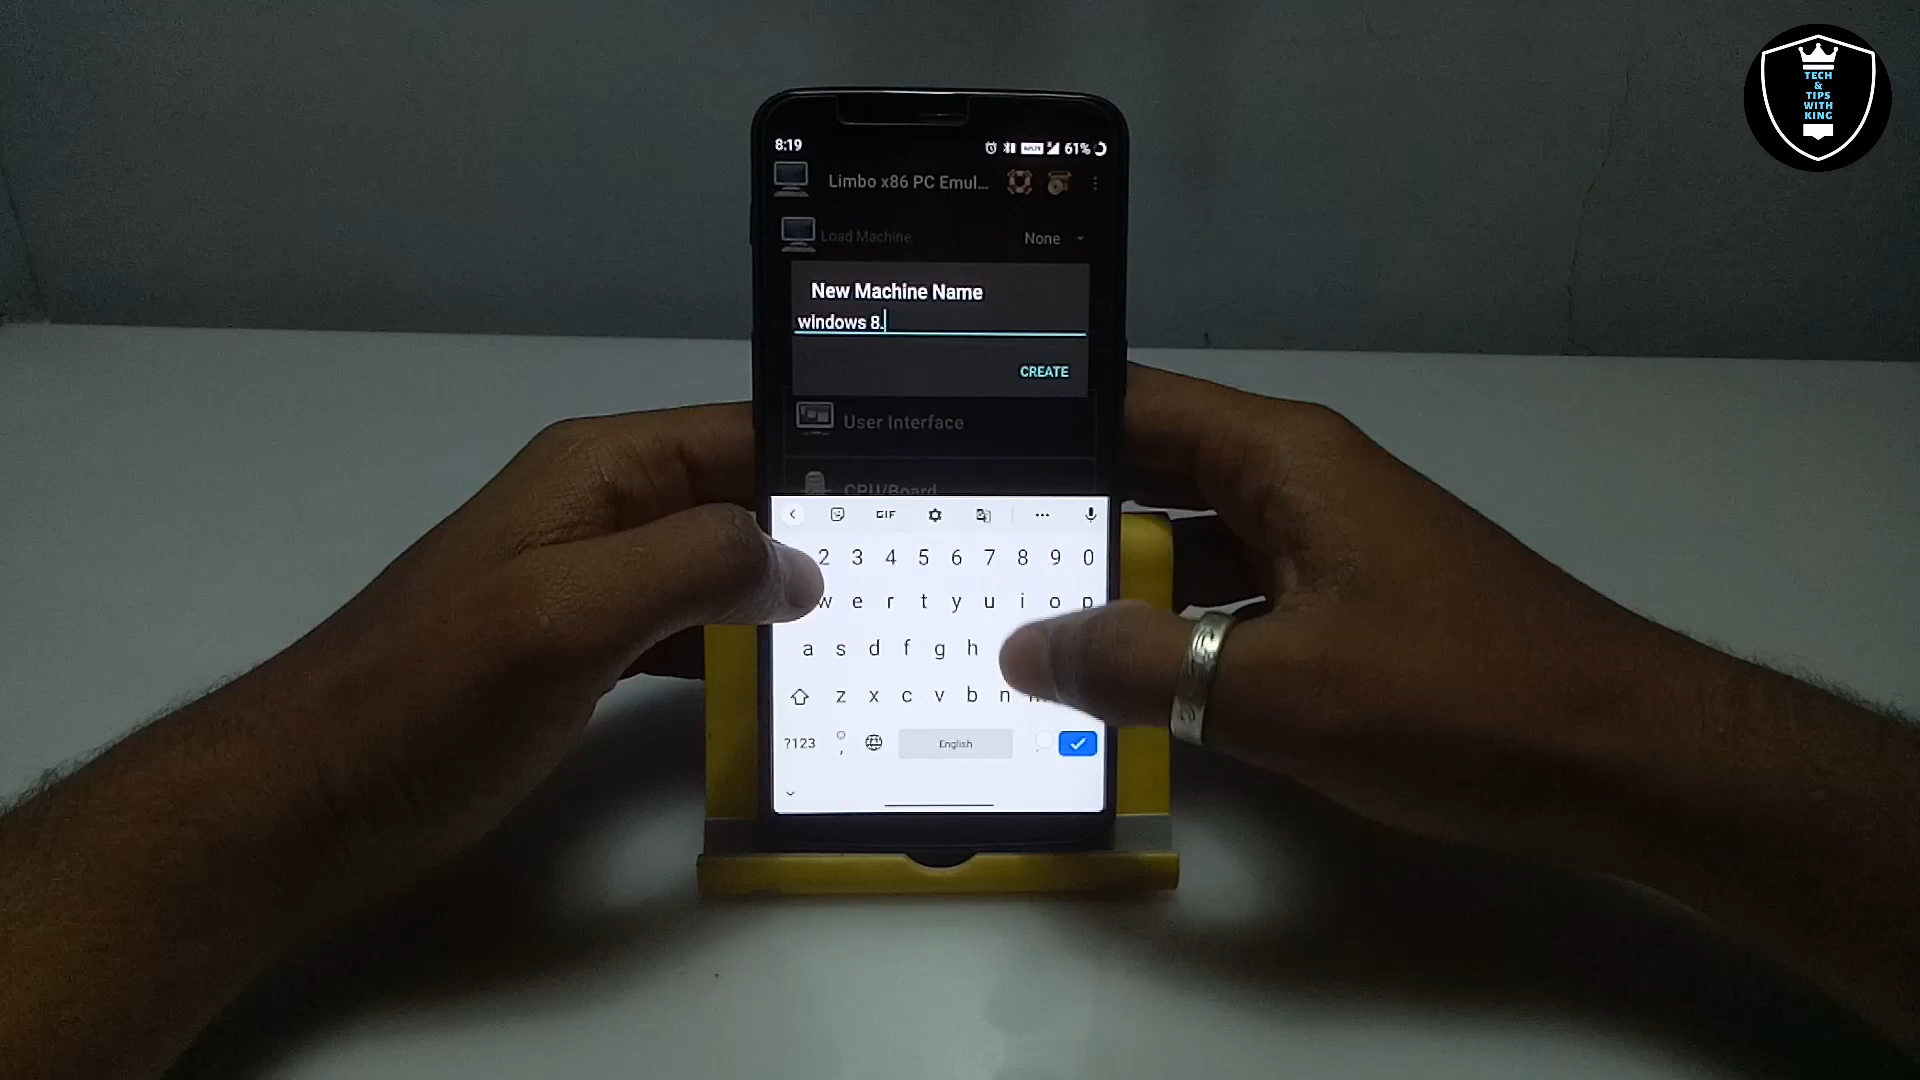 TECH
&
TIPS
WITH
KING
8:19
61%
Limbo x86 PC Emul...
Load Machine
None
New Machine Name
windows 8.
CREATE
User Interface
CPU/Board
GIF
2 3 4 5 6 7 8 9 0
w e r t y u i o p
a s d f g h
z x c v b n
?123 , English